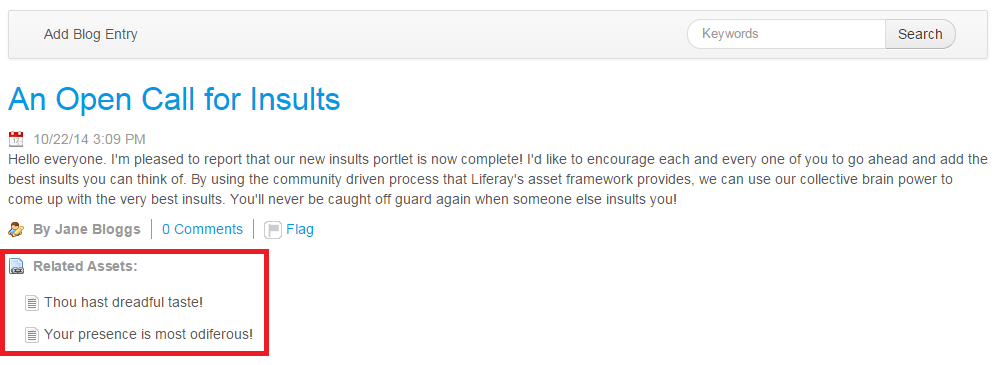 Add Blog Entry
Keywords
Search
An Open Call for Insults
10/22/14 3:09 PM
Hello everyone. I'm pleased to report that our new insults portlet is now complete! I'd like to encourage each and every one of you to go ahead and add the
best insults you can think of. By using the community driven process that Liferay's asset framework provides, we can use our collective brain power to
come up with the very best insults. You'll never be caught off guard again when someone else insults you!
By Jane Bloggs 0 Comments Flag
Related Assets:
Thou hast dreadful taste!
Your presence is most odiferous!